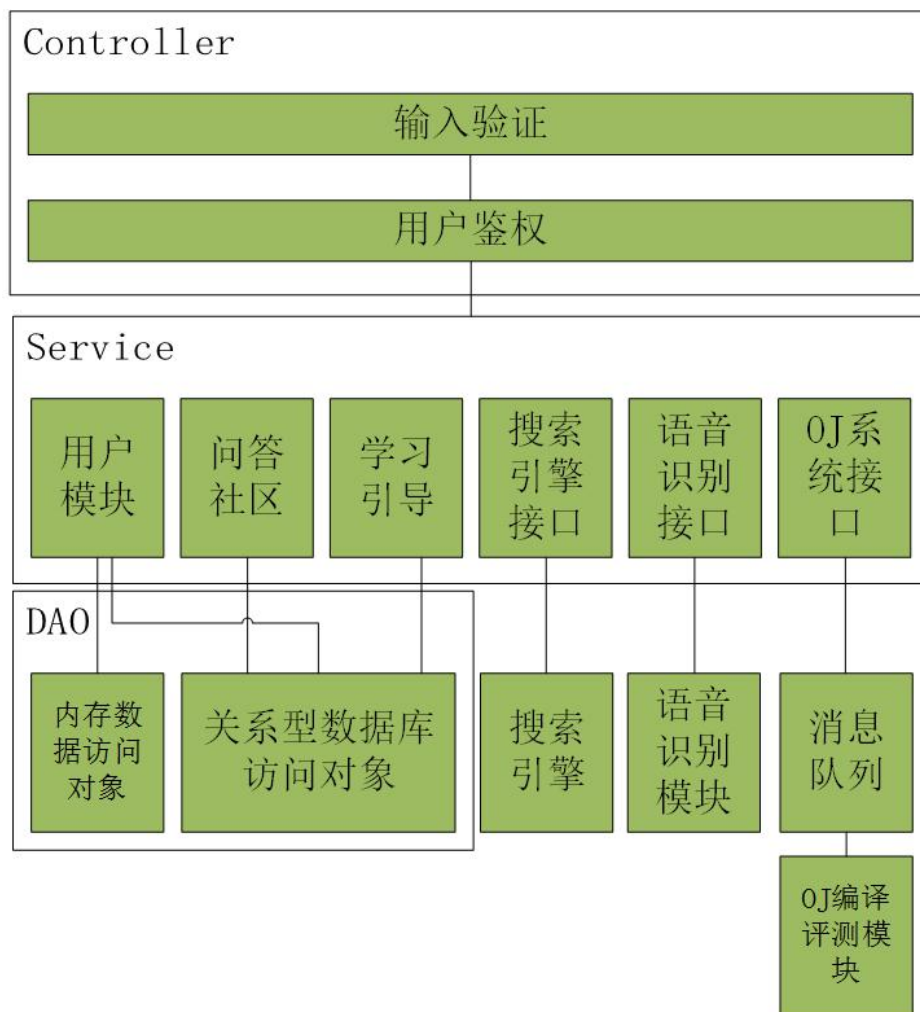 Controller
输入验证
用户鉴权
Service
用户
模块
问答
社区
学习
引导
搜索
引擎
接口
语音
识别
接口
OJ系
统接
口
DAO
内存数
据访问
对象
关系型数据库
访问对象
搜索
引擎
语音
识别
模块
消息
队列
OJ编译
评测模
块